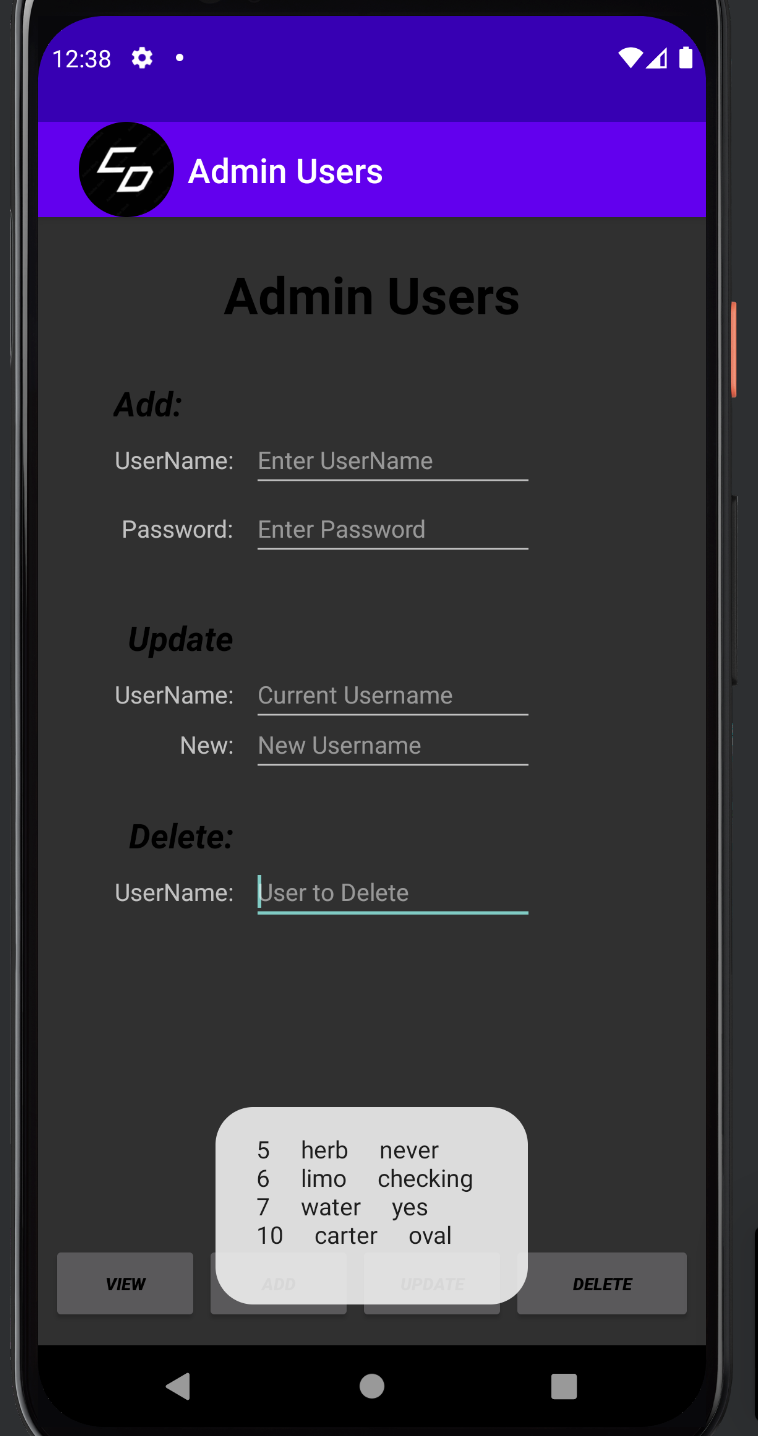 12:38
CD
Admin Users
Admin Users
Add:
UserName: Enter UserName
Password: Enter Password
Update
UserName: Current Username
New: New Username
Delete:
UserName: User to Delete
5 herb never
6 limo checking
7 water yes
10 carter oval
VIEW ADD UPDATE DELETE